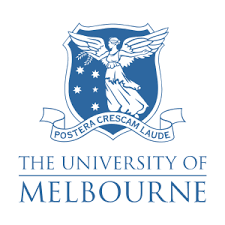 POSTERA CRESCAM LAUDE
THE UNIVERSITY OF
MELBOURNE